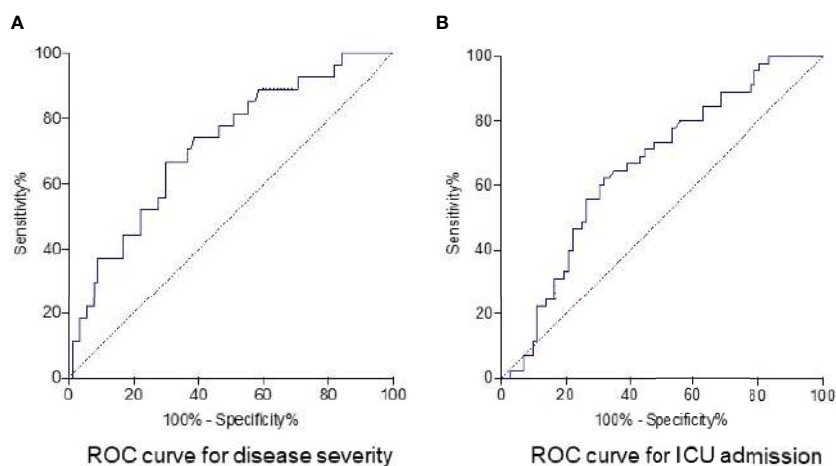 A
100
80
60
40
20
0
Sensitivity%
0 20 40 60 80 100
100% - Specificity%
ROC curve for disease severity
B
100
80
60
40
20
0
Sensitivity%
0 20 40 60 80 100
100% - Specificity%
ROC curve for ICU admission